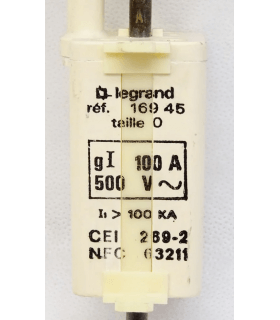 legrand
réf. 169 45
taille 0
gI 100 A
500 V ~
I1 > 100 KA
CEI 269-2
NFC 63211